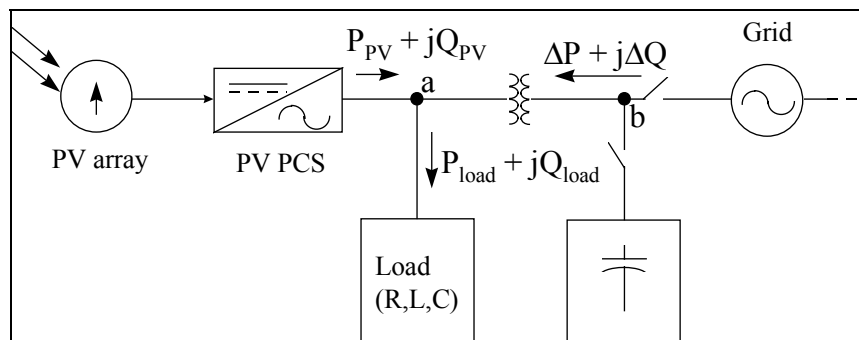 Grid
P_PV + jQ_PV
ΔP + jΔQ
a
b
PV array
PV PCS
P_load + jQ_load
Load
(R,L,C)